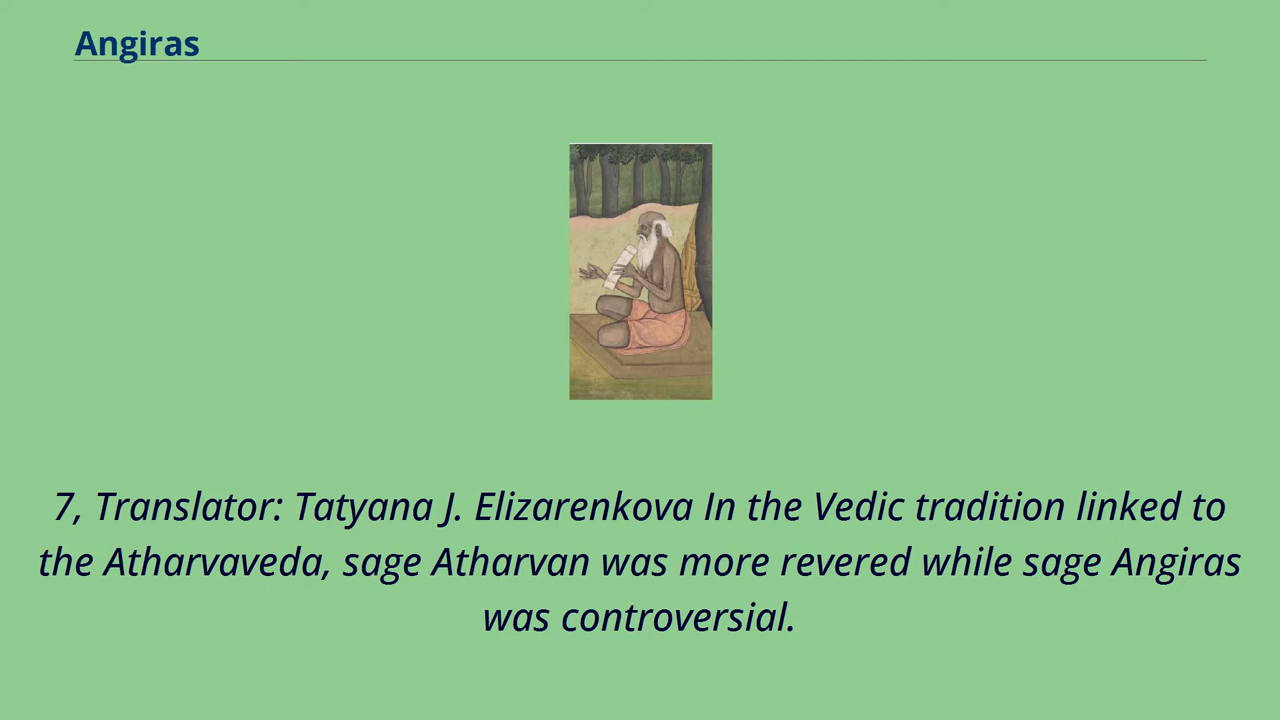 Angiras
7, Translator: Tatyana J. Elizarenkova In the Vedic tradition linked to
the Atharvaveda, sage Atharvan was more revered while sage Angiras
was controversial.